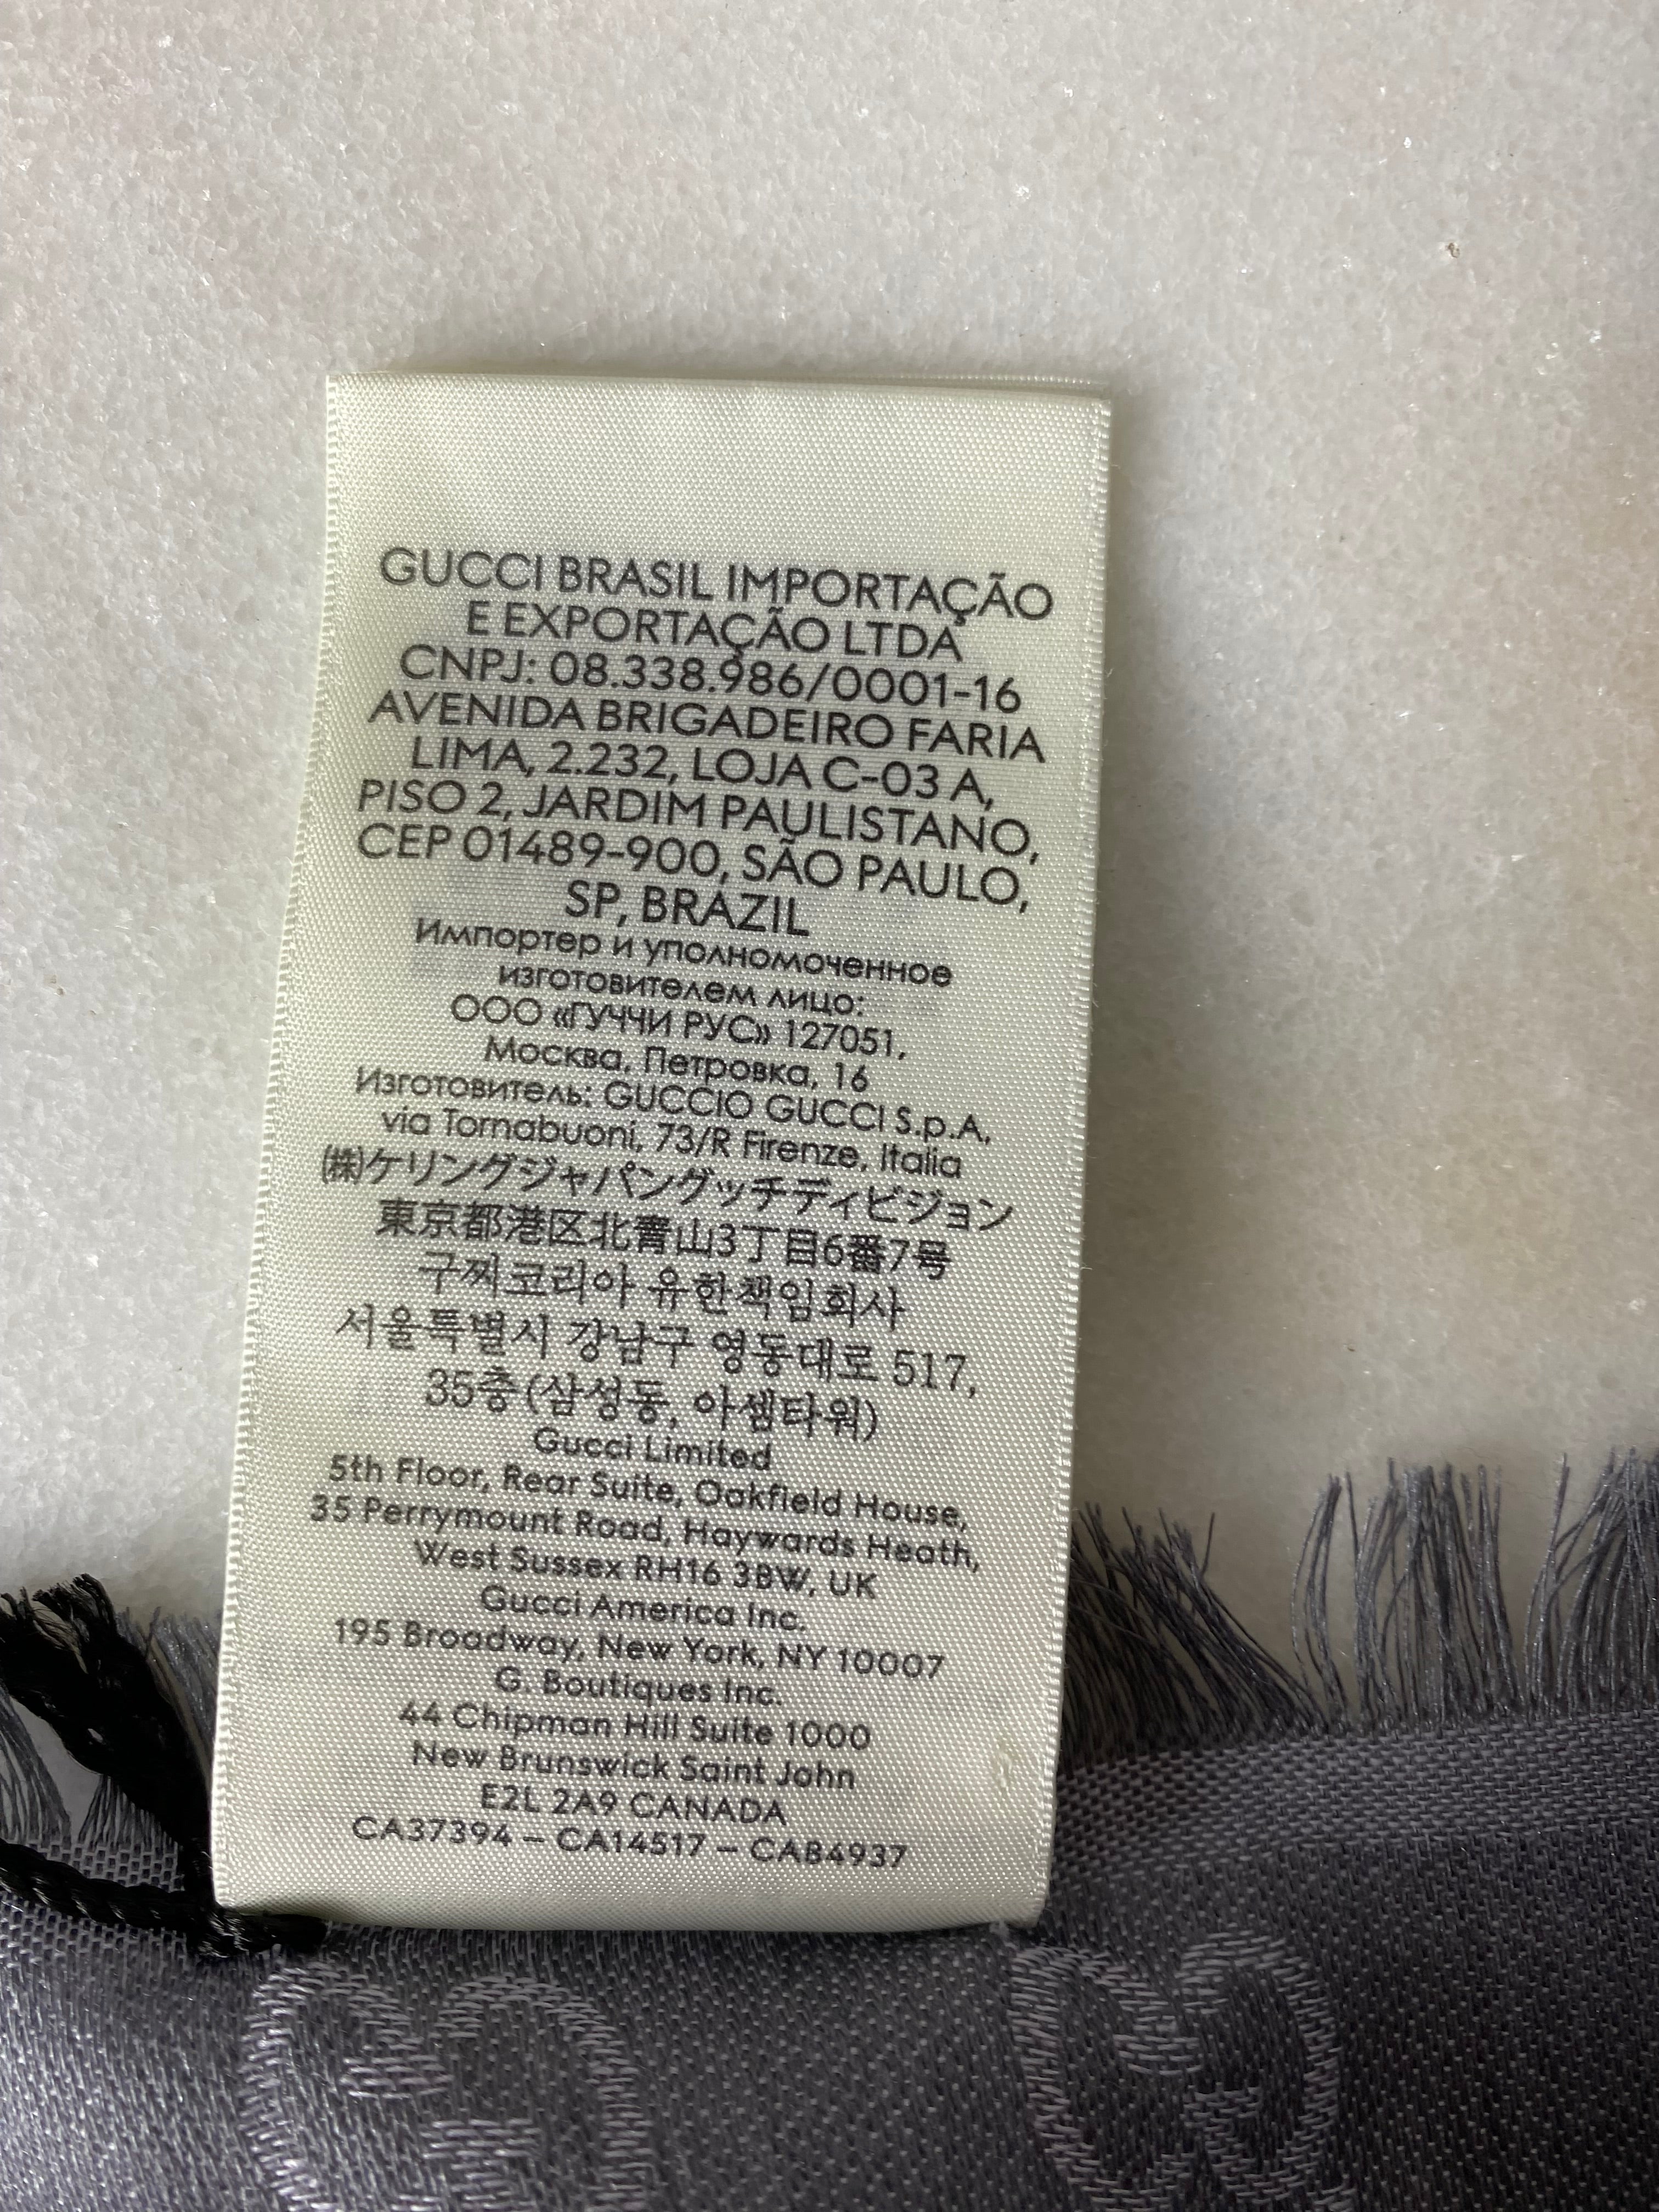 GUCCI BRASIL IMPORTAÇÃO
E EXPORTAÇÃO LTDA
CNPJ: 08.338.986/0001-16
AVENIDA BRIGADEIRO FARIA
LIMA, 2.232, LOJA C-03 A,
PISO 2, JARDIM PAULISTANO,
CEP 01489-900, SÃO PAULO,
SP, BRAZIL
Импортер и уполномоченное
изготовителем лицо:
ООО «ГУЧЧИ РУС» 127051,
Москва, Петровка, 16
Изготовитель: GUCCIO GUCCI S.p.A.
via Tornabuoni, 73/R Firenze, Italia
(株)ケリングジャパングッチディビジョン
東京都港区北青山3丁目6番7号
구찌코리아 유한책임회사
서울특별시 강남구 영동대로 517,
35층(삼성동, 아셈타워)
Gucci Limited
5th Floor, Rear Suite, Oakfield House,
35 Perrymount Road, Haywards Heath,
West Sussex RH16 3BW, UK
Gucci America Inc.
195 Broadway, New York, NY 10007
G. Boutiques Inc.
44 Chipman Hill Suite 1000
New Brunswick Saint John
E2L 2A9 CANADA
CA37394 – CA14517 – CA84937